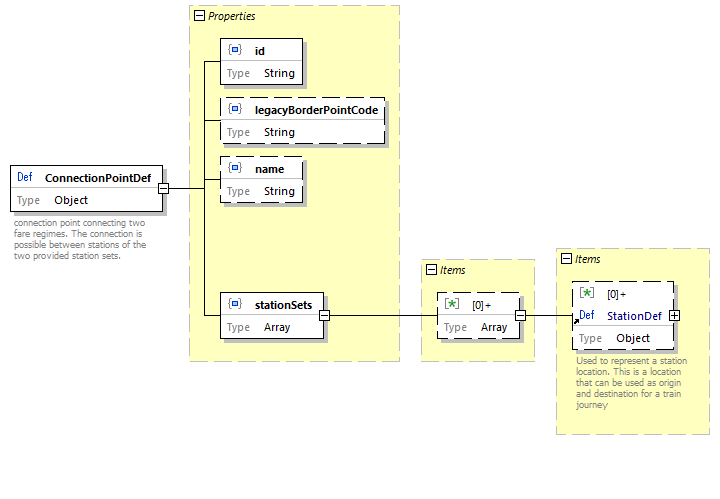 Properties
id
Type String
legacyBorderPointCode
Type String
name
Type String
Def ConnectionPointDef
Type Object
connection point connecting two
fare regimes. The connection is
possible between stations of the
two provided station sets.
stationSets
Type Array
Items
[0]+
Type Array
Items
[0]+
Def StationDef
Type Object
Used to represent a station
location. This is a location
that can be used as origin
and destination for a train
journey